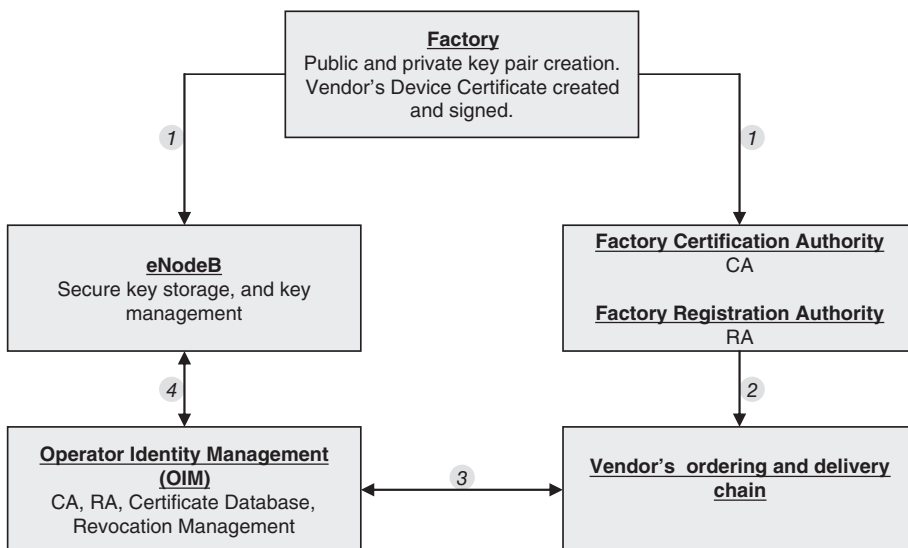 Factory
Public and private key pair creation.
Vendor's Device Certificate created
and signed.
1
1
eNodeB
Secure key storage, and key
management
Factory Certification Authority
CA
Factory Registration Authority
RA
4
2
Operator Identity Management
(OIM)
CA, RA, Certificate Database,
Revocation Management
3
Vendor's ordering and delivery
chain